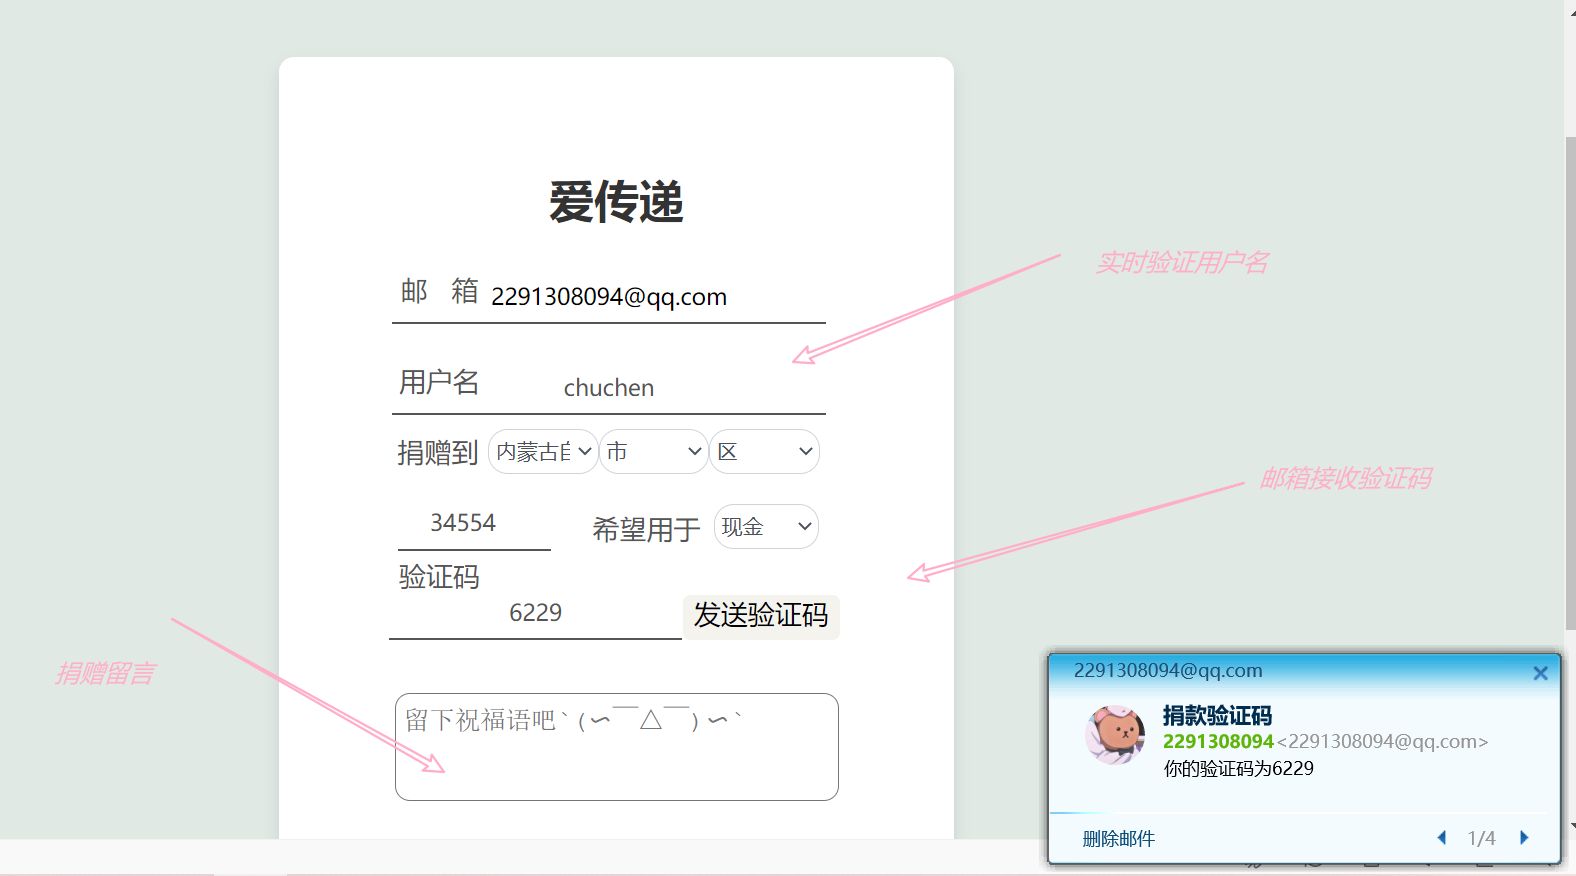 爱传递
邮 箱 2291308094@qq.com
实时验证用户名
用户名 chuchen
捐赠到 内蒙古自 市 区
邮箱接收验证码
34554 希望用于 现金
验证码
6229 发送验证码
捐赠留言
留下祝福语吧`(∽￣△￣)∽`
2291308094@qq.com
捐款验证码
2291308094<2291308094@qq.com>
你的验证码为6229
删除邮件 1/4